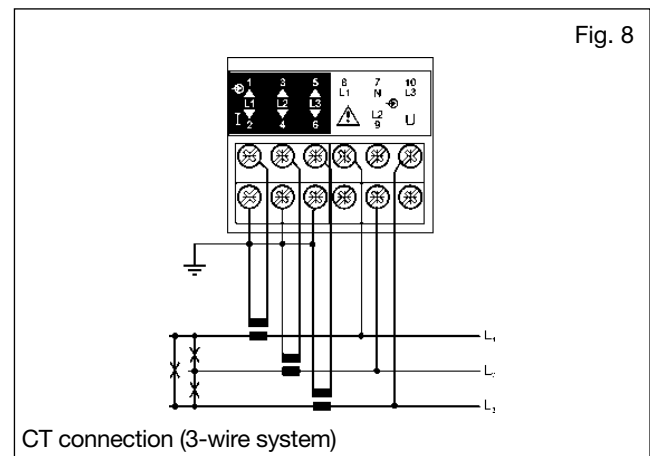 Fig. 8
1 3 5 8 7 10
L1 N L3
L1 L2 L3
I 2 4 6 L2 9 U
L1
L2
L3
CT connection (3-wire system)